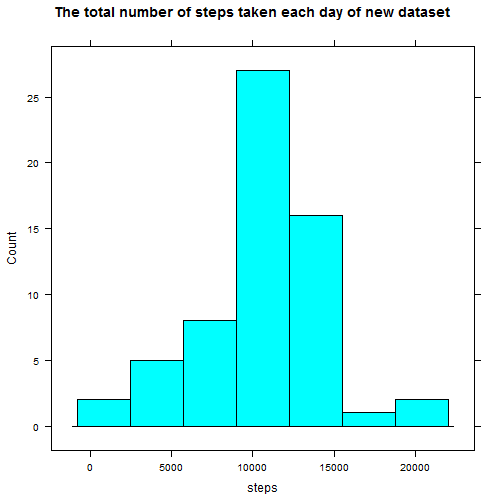 The total number of steps taken each day of new dataset
Count
25
20
15
10
5
0
0 5000 10000 15000 20000
steps